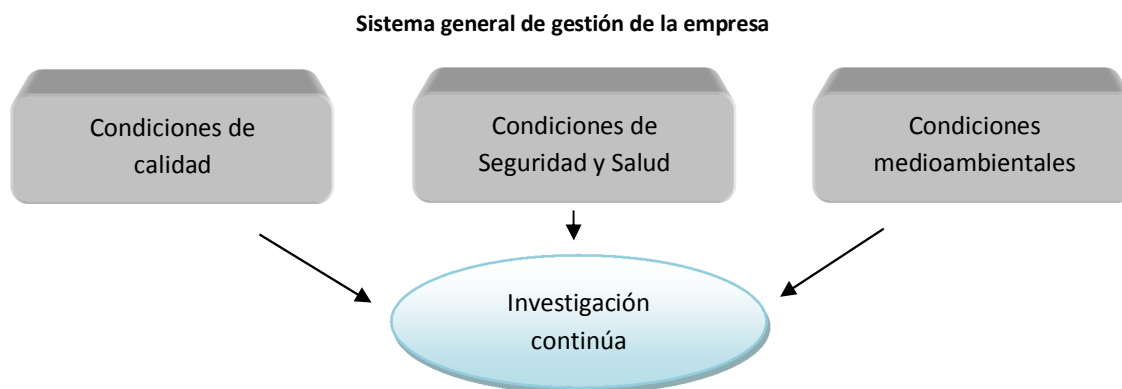 Sistema general de gestión de la empresa
Condiciones de
calidad
Condiciones de
Seguridad y Salud
Condiciones
medioambientales
Investigación
continúa